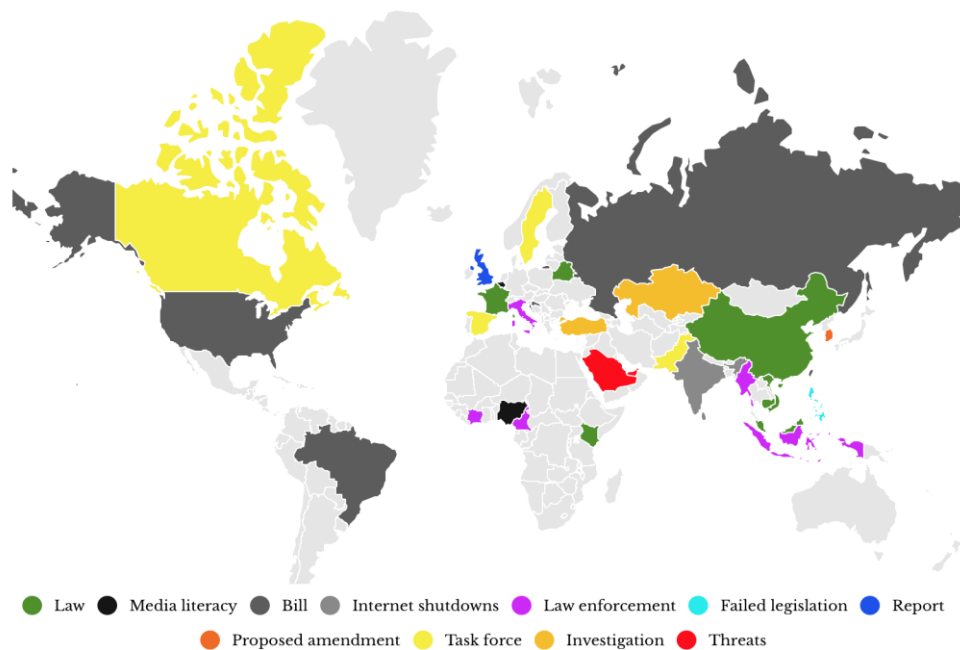 Law Media literacy Bill Internet shutdowns Law enforcement Failed legislation Report
Proposed amendment Task force Investigation Threats